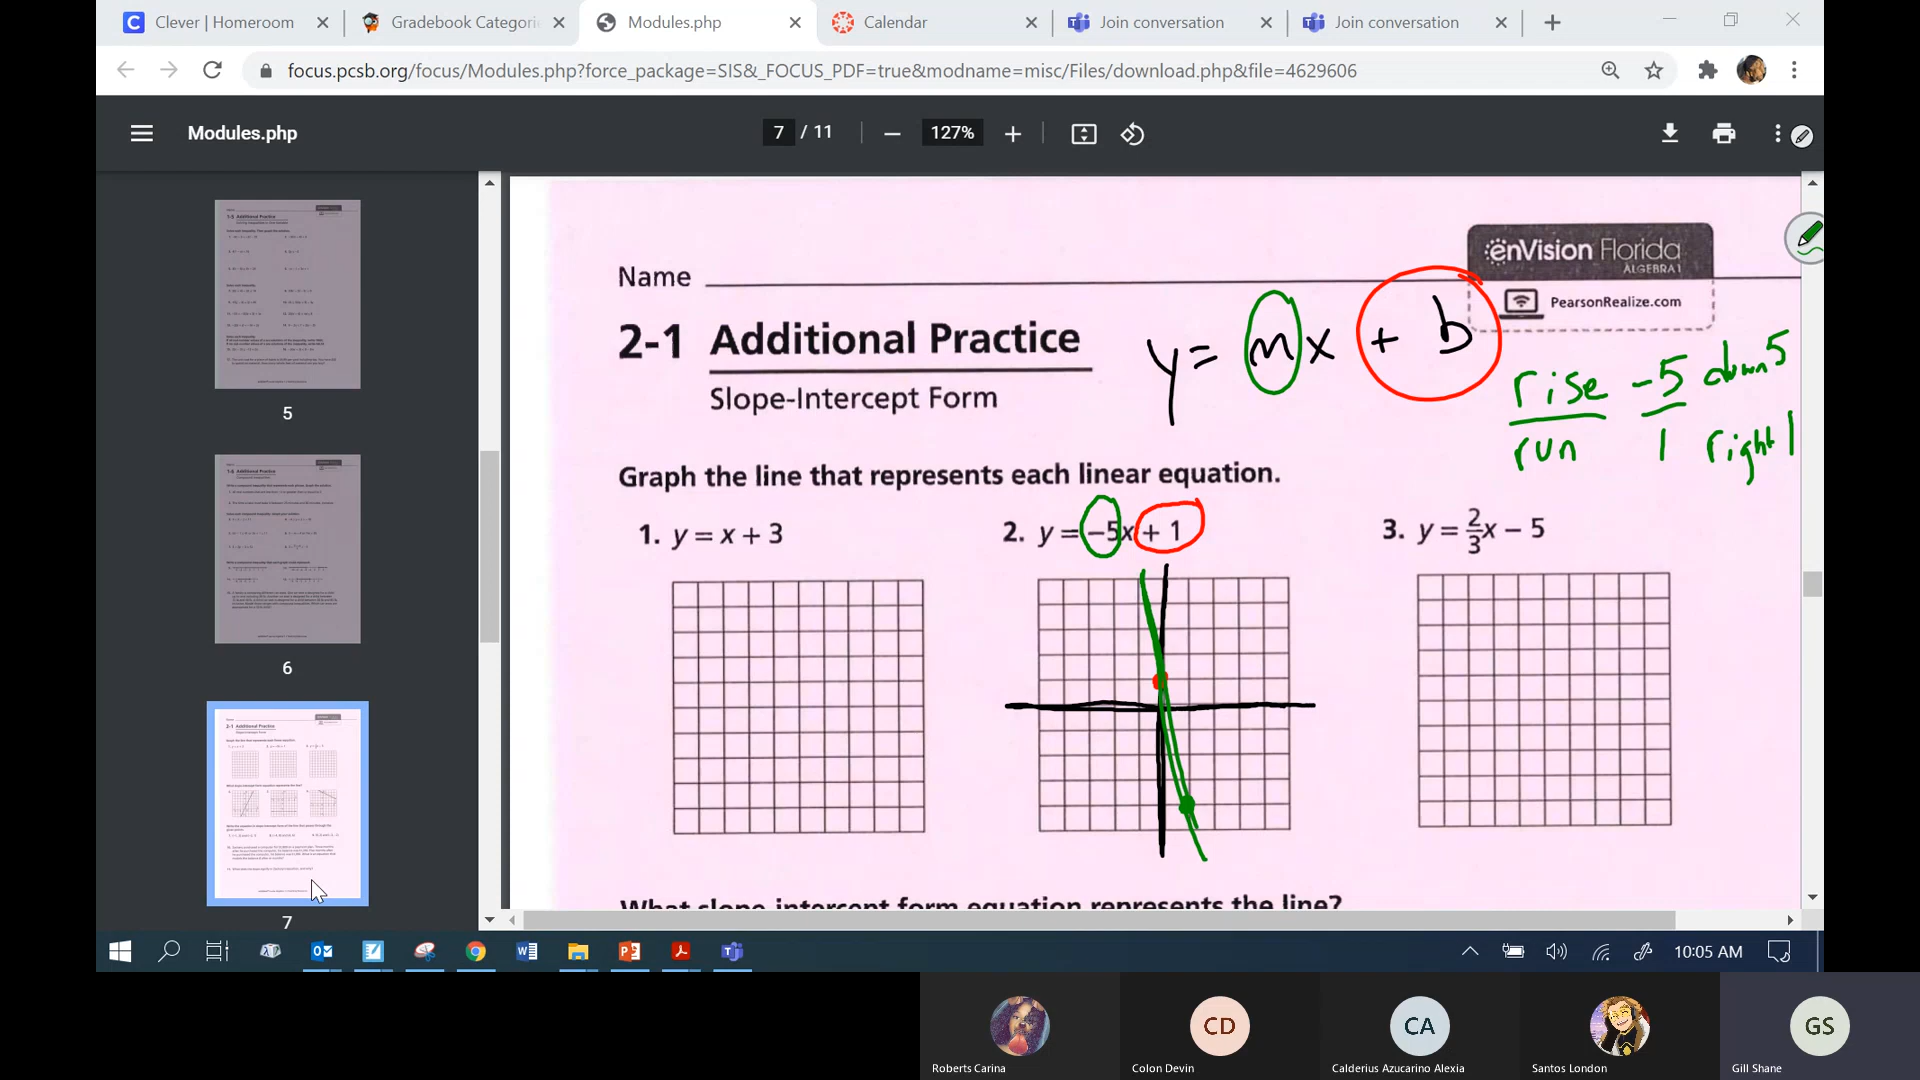 Clever | Homeroom
Gradebook Categori
Modules.php
Calendar
Join conversation
Join conversation
focus.pcsb.org/focus/Modules.php?force_package=SIS&_FOCUS_PDF=true&modname=misc/Files/download.php&file=4629606
Modules.php
7 / 11
127%
5
6
7
Name
enVision Florida
ALGEBRA 1
PearsonRealize.com
2-1 Additional Practice
Slope-Intercept Form
y = mx + b
rise -5 down 5
run 1 right 1
Graph the line that represents each linear equation.
1. y = x + 3
2. y = −5x + 1
3. y = 2/3x − 5
What slope-intercept form equation represents the line?
10:05 AM
CD
CA
GS
Roberts Carina
Colon Devin
Calderius Azucarino Alexia
Santos London
Gill Shane